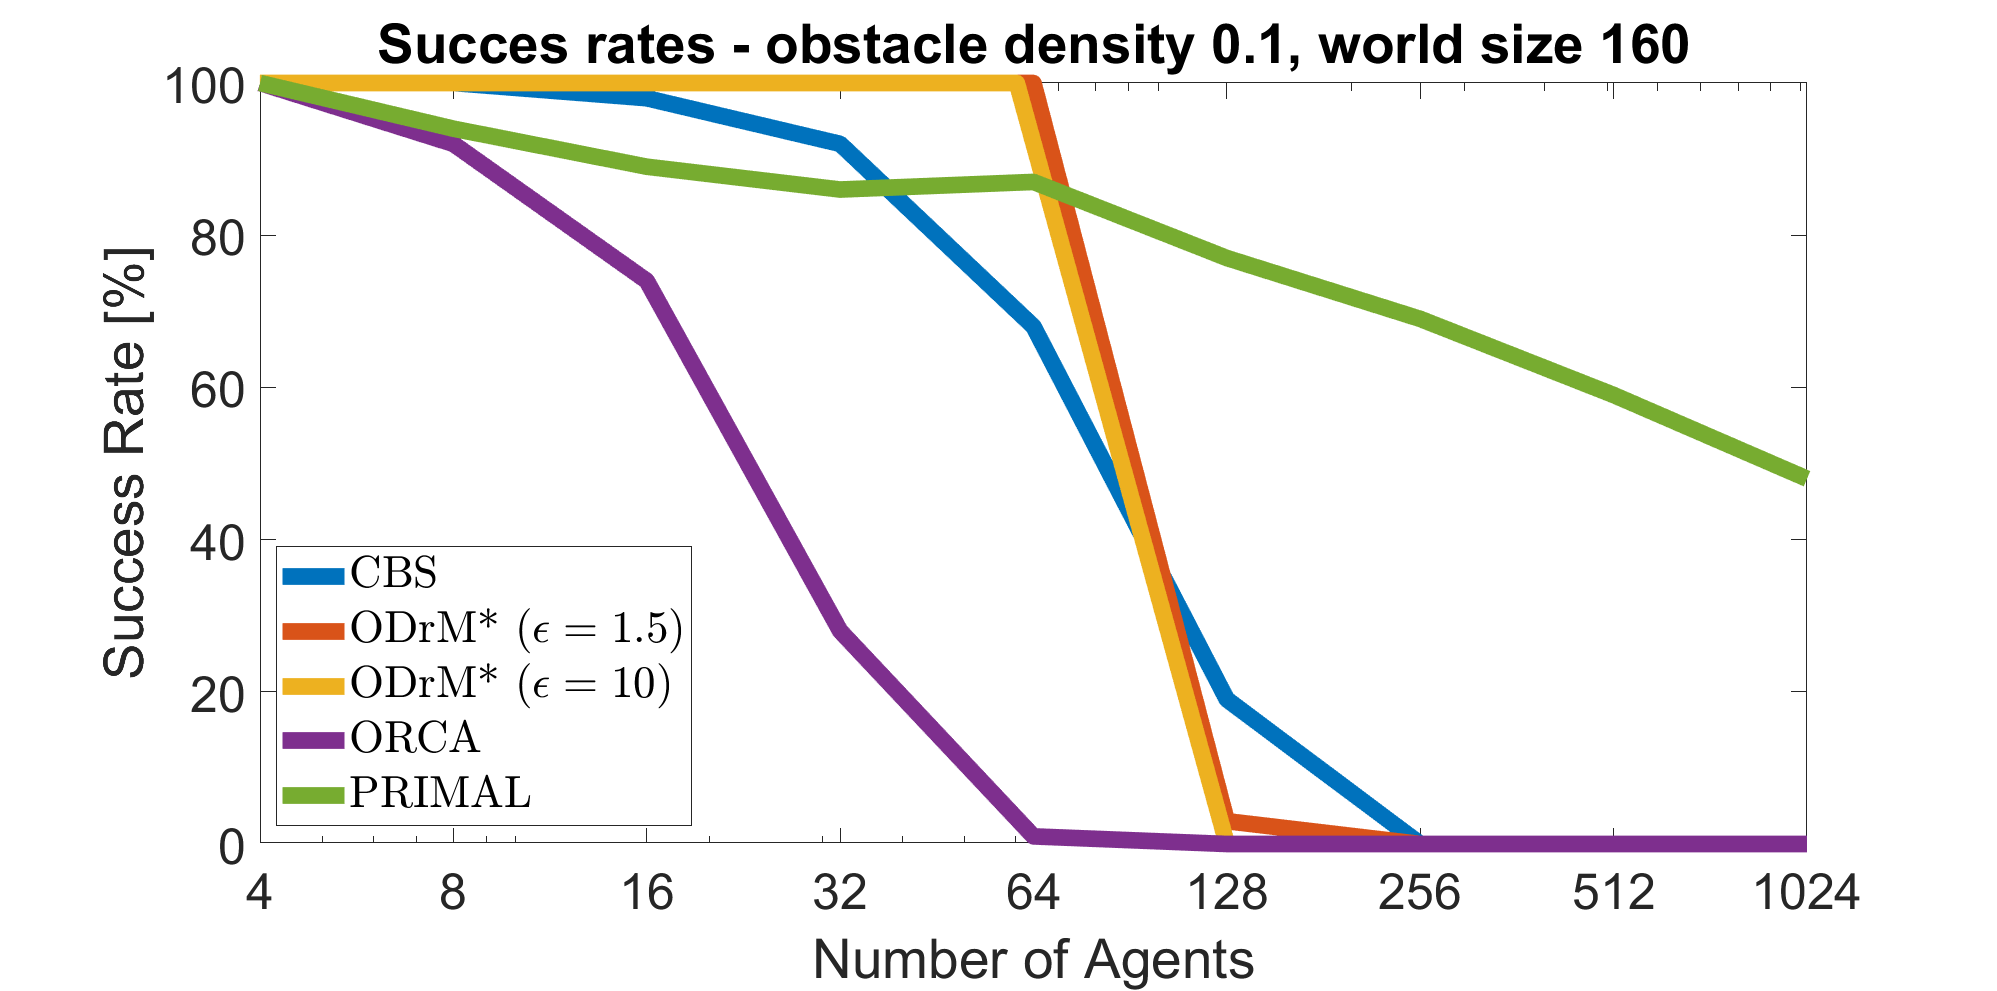 Succes rates - obstacle density 0.1, world size 160
Success Rate [%]
100
80
60
40
20
0
CBS
ODrM* (ϵ = 1.5)
ODrM* (ϵ = 10)
ORCA
PRIMAL
4 8 16 32 64 128 256 512 1024
Number of Agents